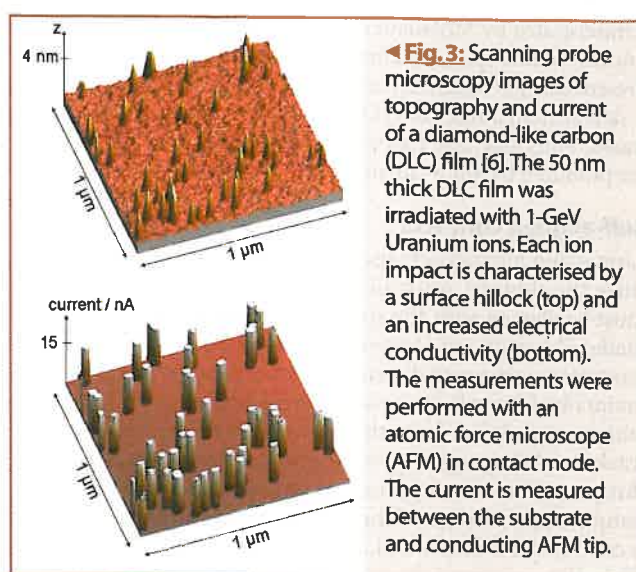 z
4 nm
1 µm
1 µm
current / nA
15
1 µm
1 µm
◄ Fig. 3: Scanning probe
microscopy images of
topography and current
of a diamond-like carbon
(DLC) film [6]. The 50 nm
thick DLC film was
irradiated with 1-GeV
Uranium ions. Each ion
impact is characterised by
a surface hillock (top) and
an increased electrical
conductivity (bottom).
The measurements were
performed with an
atomic force microscope
(AFM) in contact mode.
The current is measured
between the substrate
and conducting AFM tip.